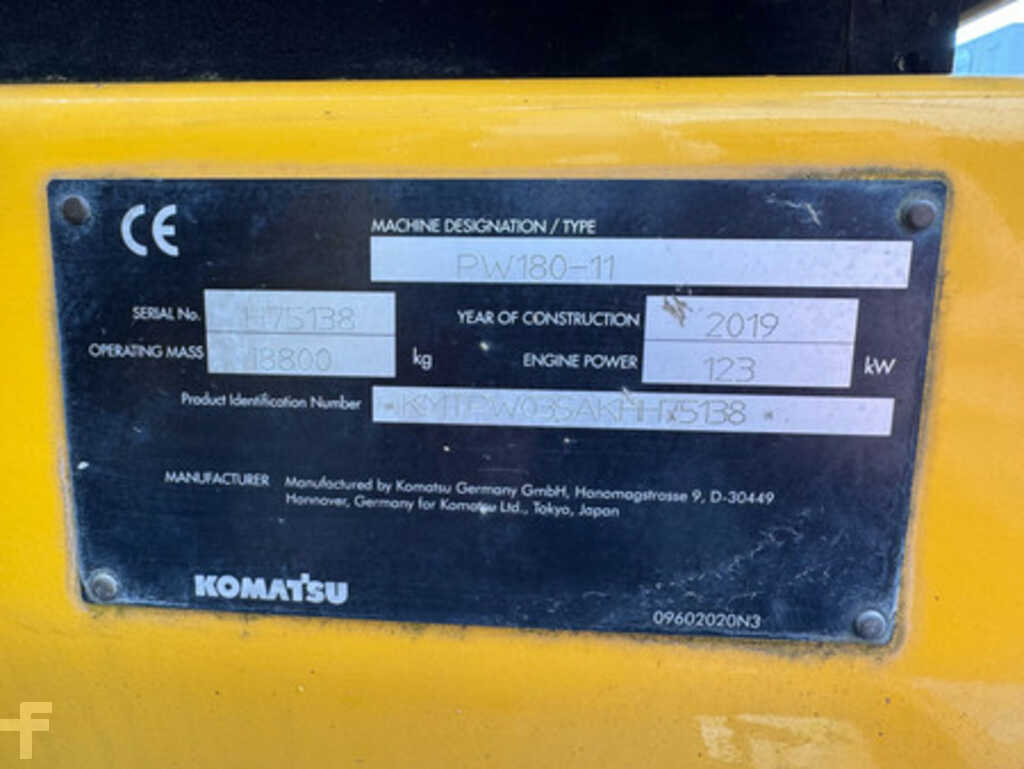 CE
MACHINE DESIGNATION / TYPE
PW180-11
SERIAL No. H75138 YEAR OF CONSTRUCTION 2019
OPERATING MASS 18800 kg ENGINE POWER 123 kW
Product Identification Number *KMTPW03SAKHH75138*
MANUFACTURER Manufactured by Komatsu Germany GmbH, Hanomagstrasse 9, D-30449
Hannover, Germany for Komatsu Ltd., Tokyo, Japan
KOMATSU
09602020N3
F